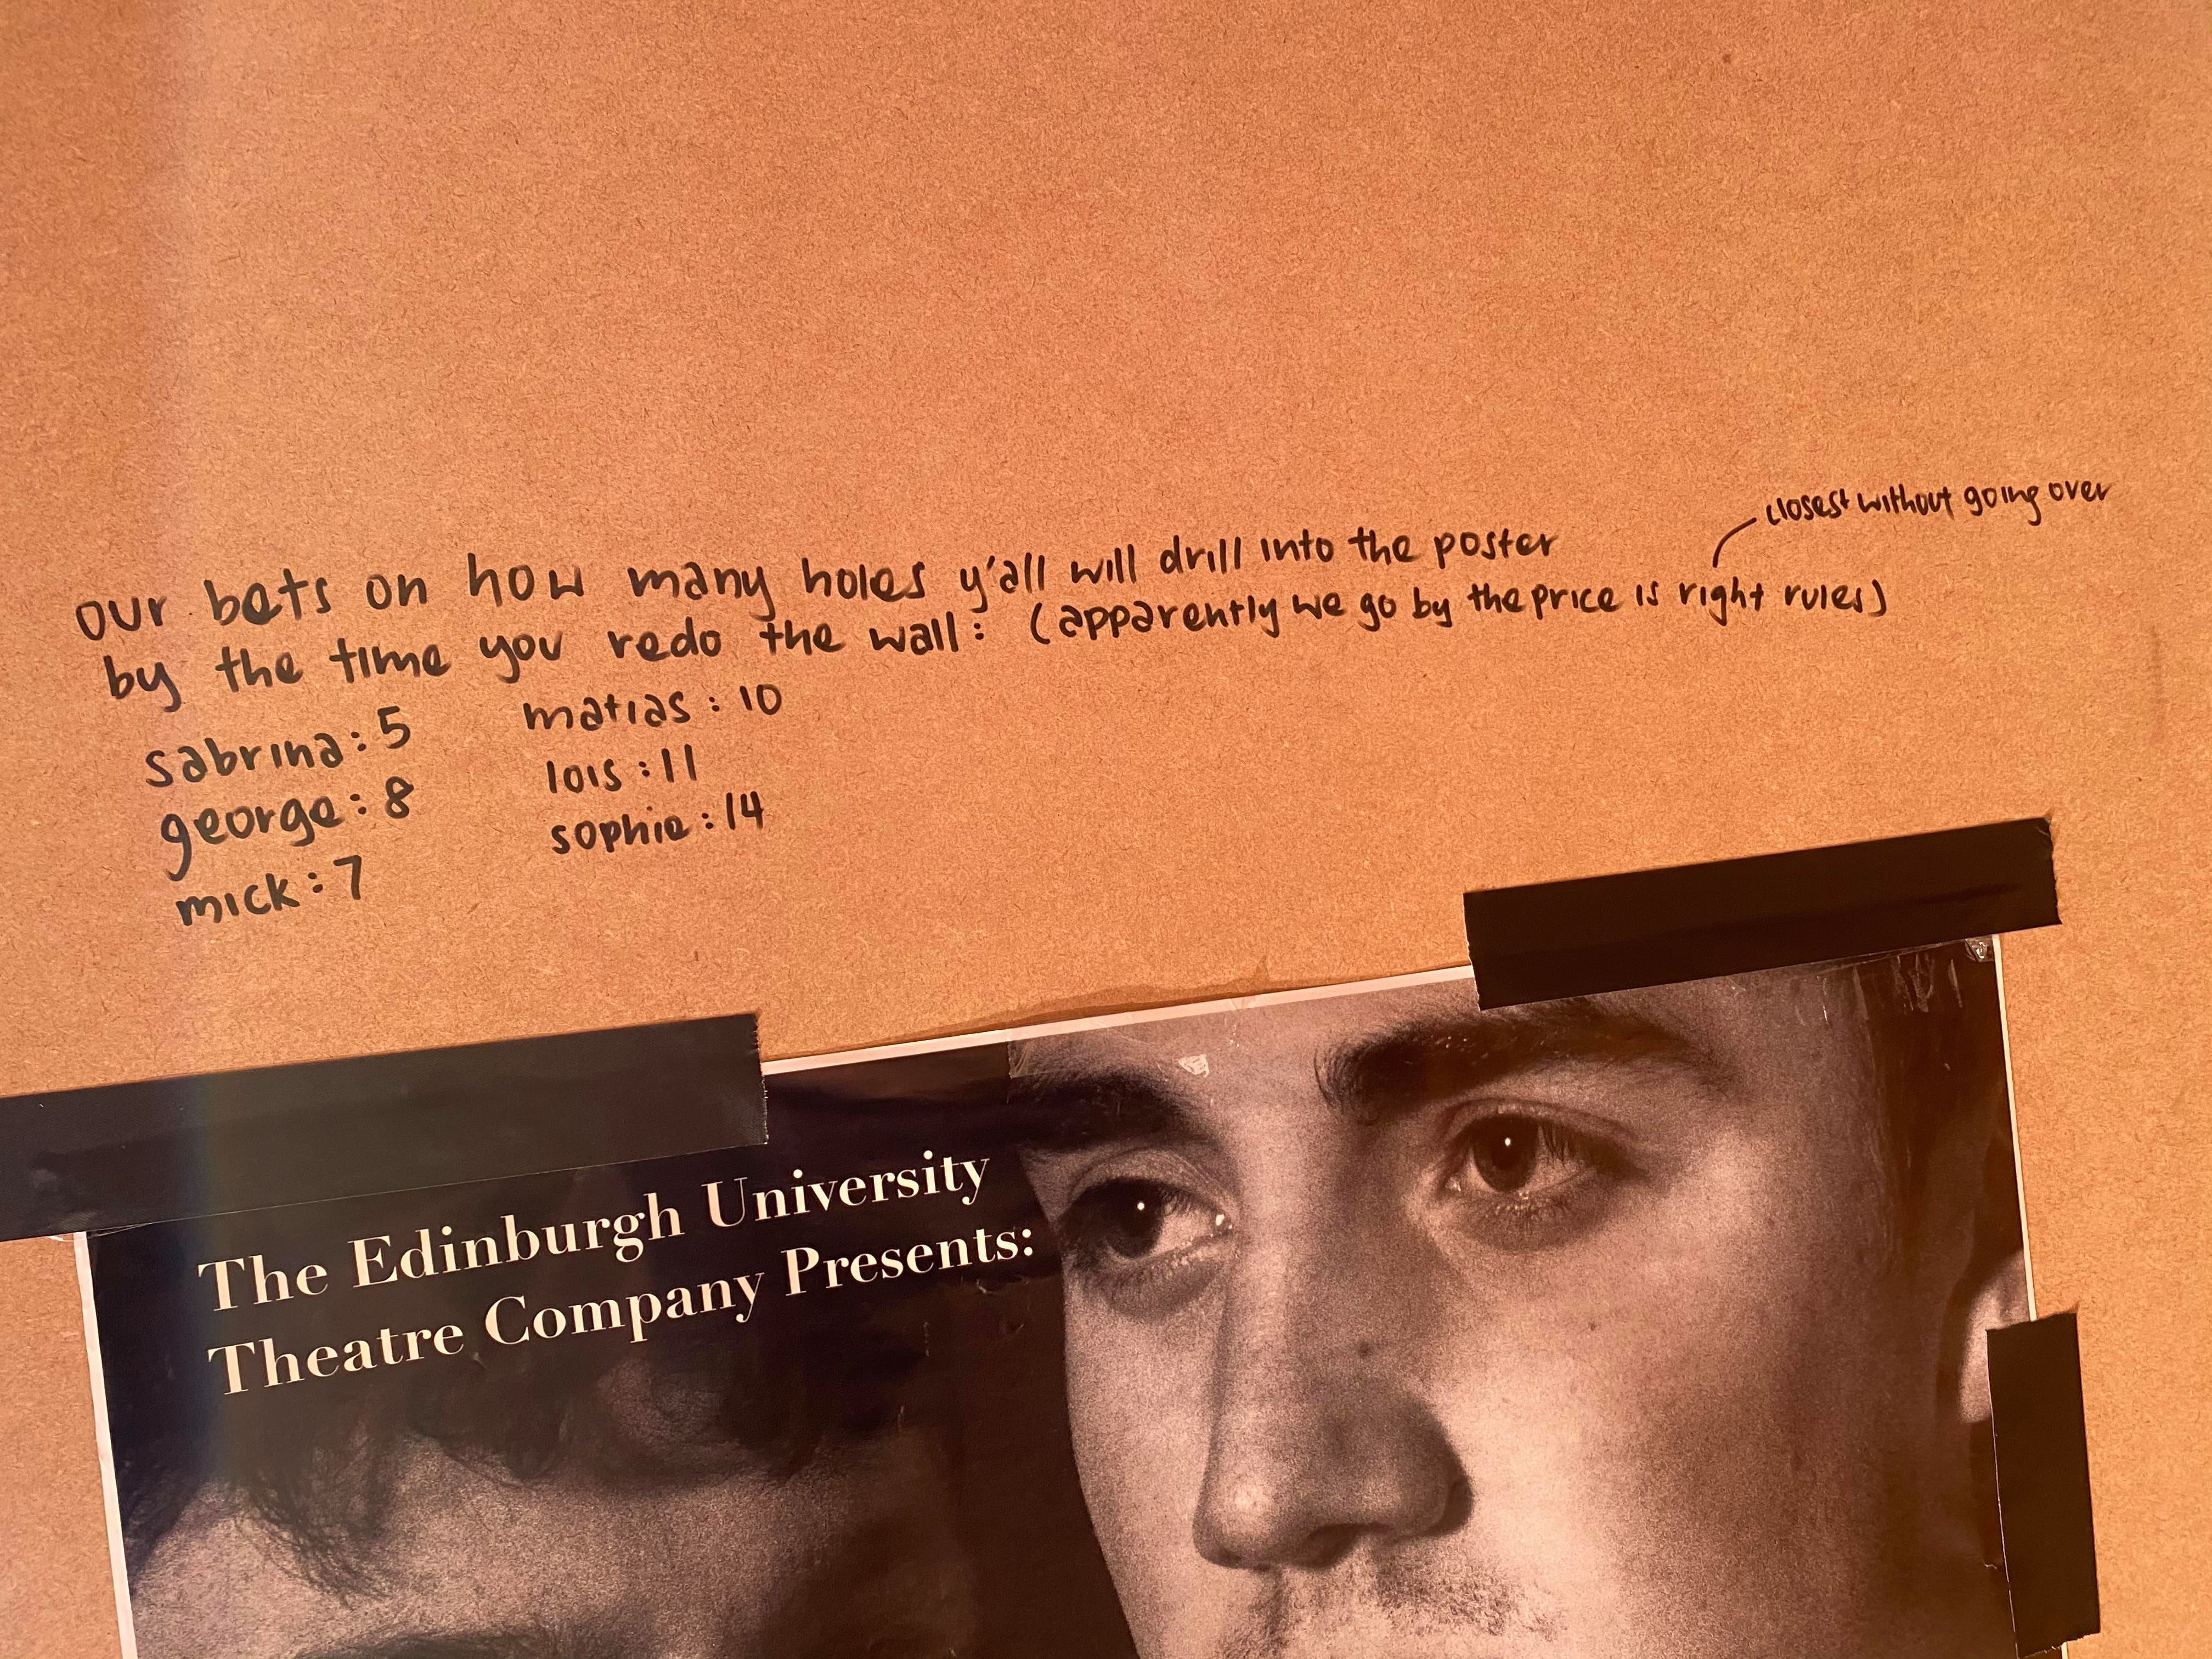 closest without going over
our bets on how many holes y'all will drill into the poster
by the time you redo the wall: (apparently we go by the price is right rules)
sabrina: 5
george: 8
mick: 7
matias: 10
lois: 11
sophie: 14
The Edinburgh University
Theatre Company Presents: